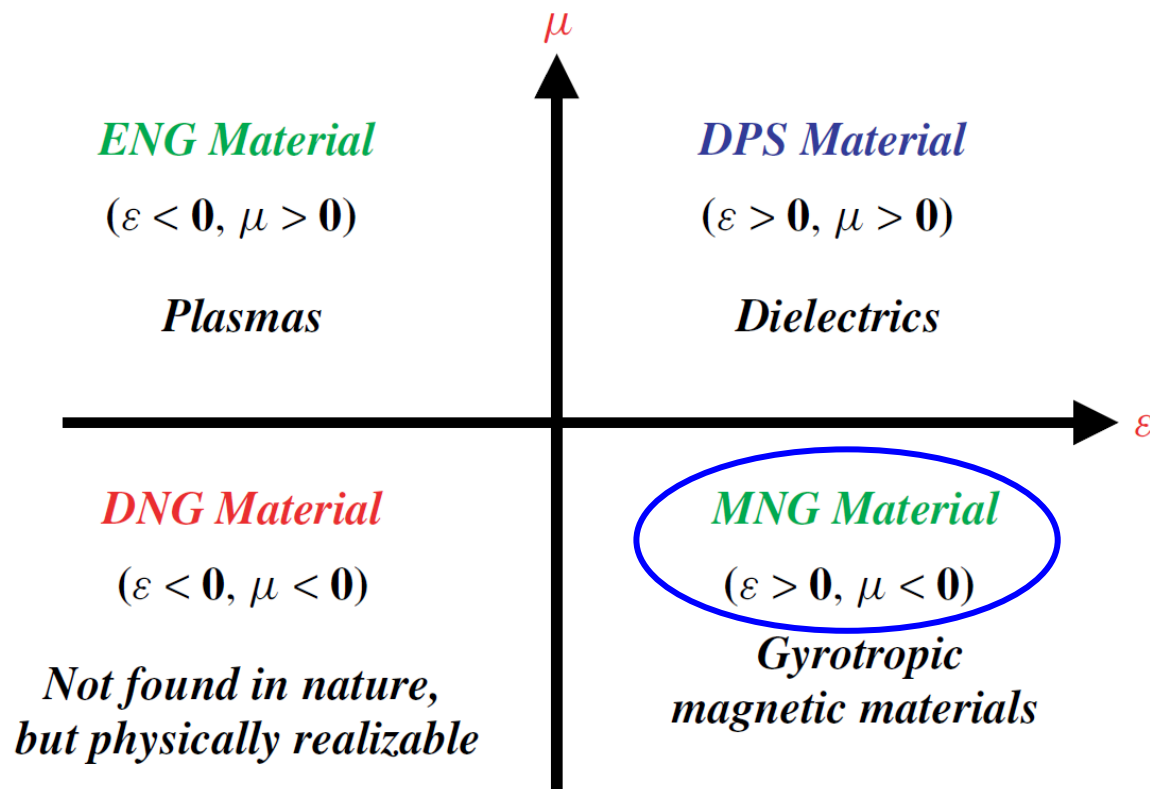 μ
ENG Material
(ε < 0, μ > 0)
Plasmas
DPS Material
(ε > 0, μ > 0)
Dielectrics
ε
DNG Material
(ε < 0, μ < 0)
Not found in nature,
but physically realizable
MNG Material
(ε > 0, μ < 0)
Gyrotropic
magnetic materials